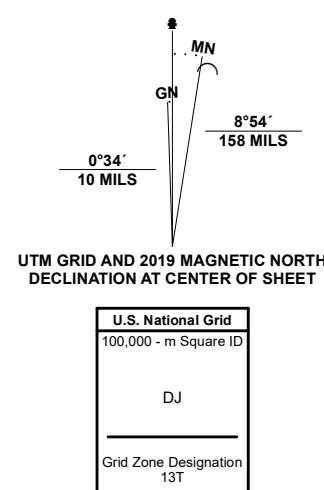 MN
GN
8°54´
158 MILS
0°34´
10 MILS
UTM GRID AND 2019 MAGNETIC NORTH
DECLINATION AT CENTER OF SHEET
U.S. National Grid
100,000 - m Square ID
DJ
Grid Zone Designation
13T